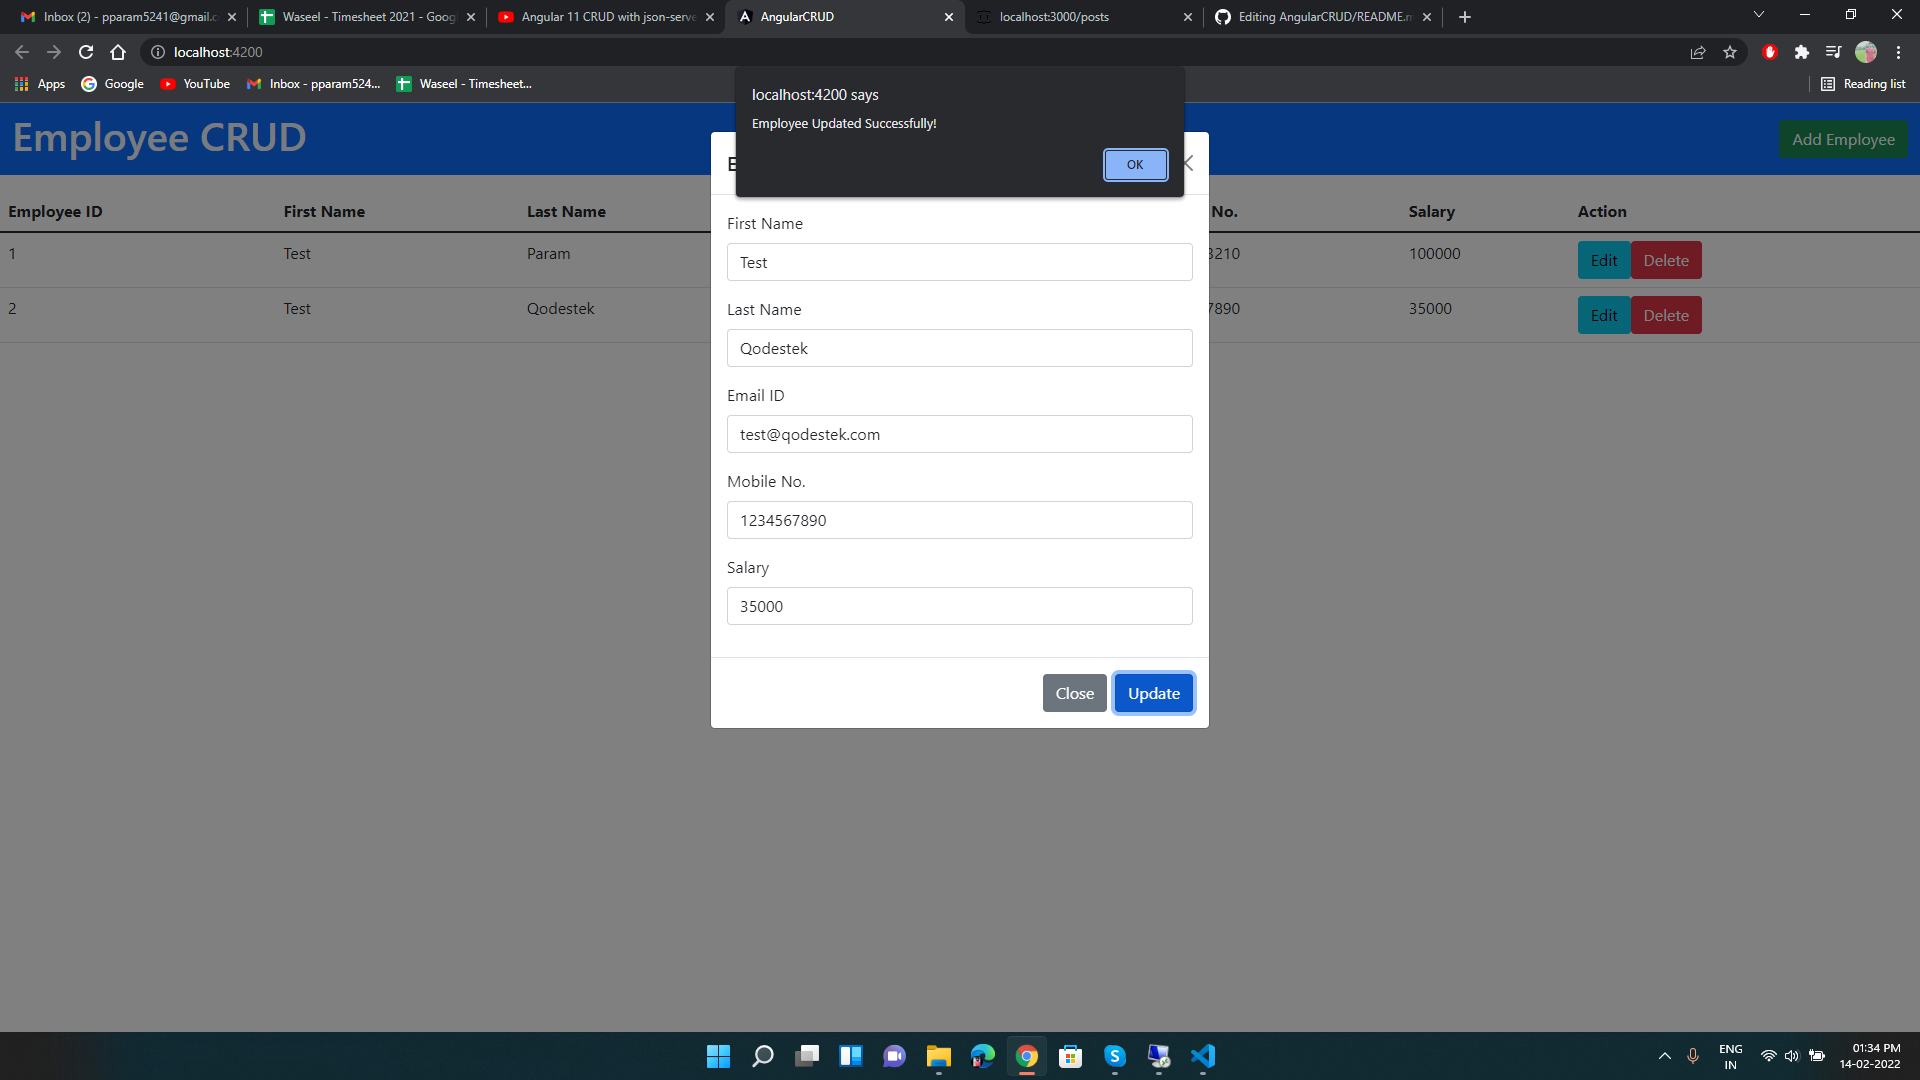 Inbox (2) - pparam5241@gmail.c
Waseel - Timesheet 2021 - Goog
Angular 11 CRUD with json-serve
AngularCRUD
localhost:3000/posts
Editing AngularCRUD/README.m
localhost:4200
Apps
Google
YouTube
Inbox - pparam524...
Waseel - Timesheet...
Reading list
localhost:4200 says
Employee Updated Successfully!
OK
Employee CRUD
Add Employee
E
Employee ID First Name Last Name No. Salary Action
1 Test Param 3210 100000 Edit Delete
2 Test Qodestek 7890 35000 Edit Delete
First Name
Test
Last Name
Qodestek
Email ID
test@qodestek.com
Mobile No.
1234567890
Salary
35000
Close Update
ENG
IN
01:34 PM
14-02-2022